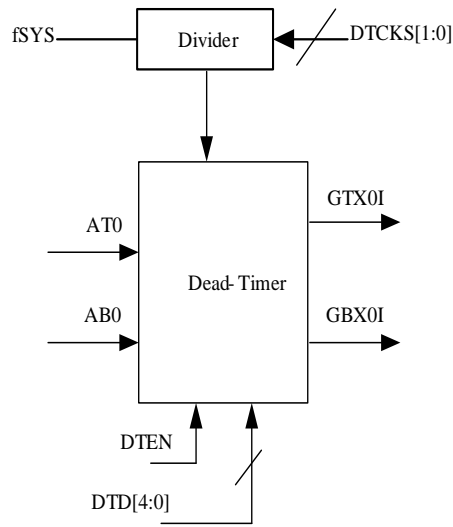 fSYS
Divider
DTCKS[1:0]
GTX0I
AT0
Dead-Timer
AB0
GBX0I
DTEN
DTD[4:0]